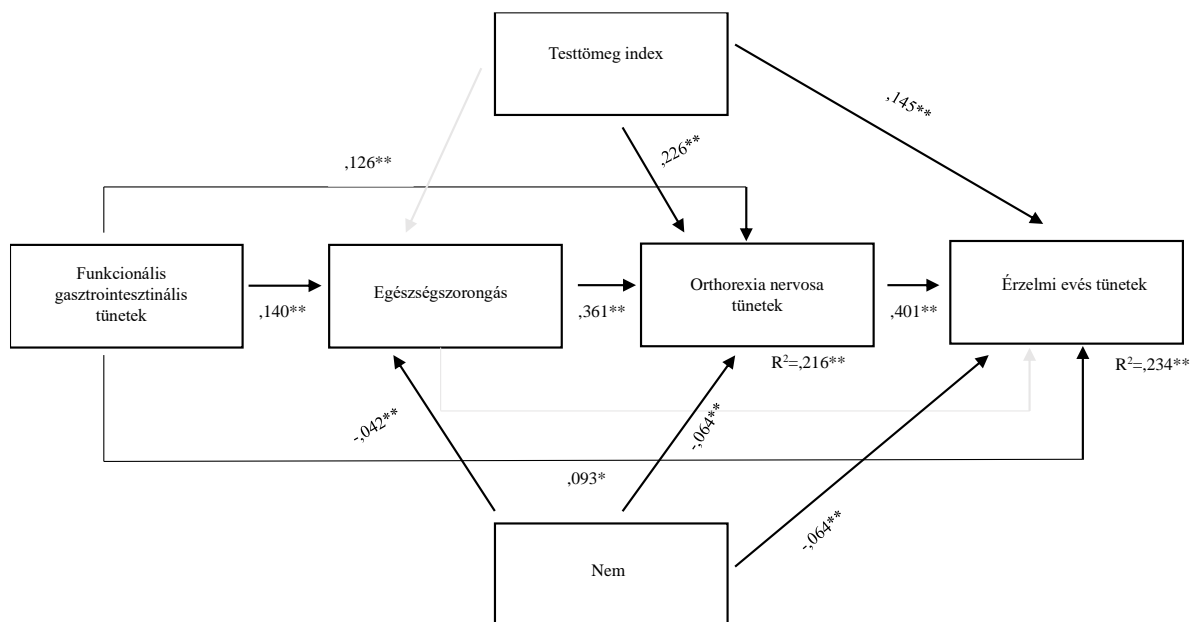 Testtömeg index
,145**
,126**
,226**
Funkcionális
gasztrointesztinális
tünetek
,140**
Egészségszorongás
,361**
Orthorexia nervosa
tünetek
,401**
Érzelmi evés tünetek
R²=,216**
R²=,234**
-,042**
-,064**
,093*
-,064**
Nem